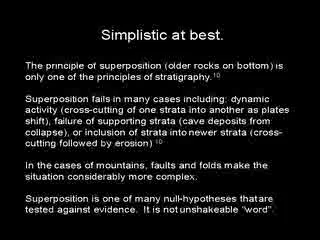 Simplistic at best.
The principle of superposition (older rocks on bottom) is
only one of the principles of stratigraphy.10
Superposition fails in many cases including: dynamic
activity (cross-cutting of one strata into another as plates
shift), failure of supporting strata (cave deposits from
collapse), or inclusion of strata into newer strata (cross-
cutting followed by erosion) 10
In the cases of mountains, faults and folds make the
situation considerably more complex.
Superposition is one of many null-hypotheses that are
tested against evidence. It is not unshakeable "word".